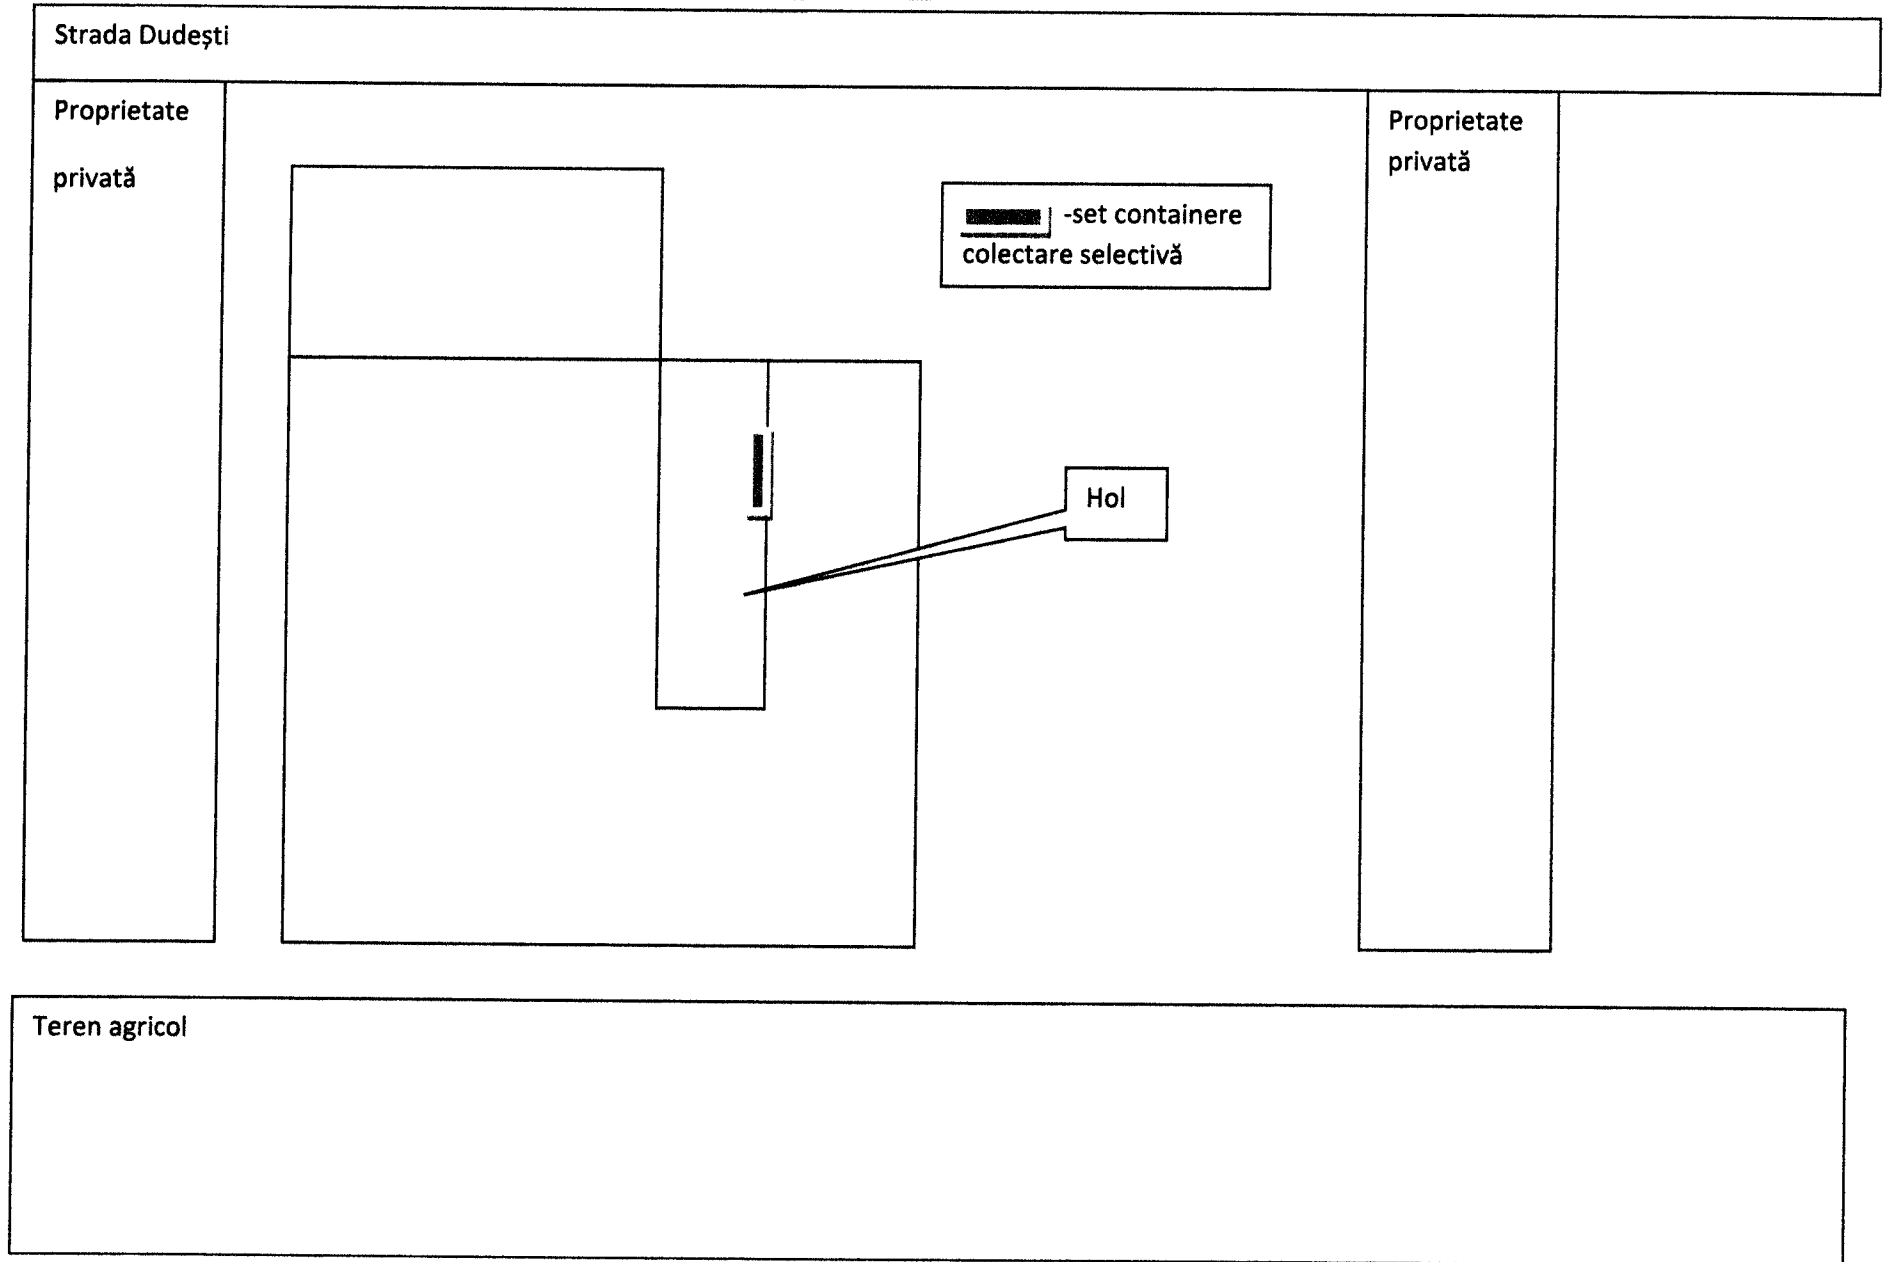 Strada Dudești
Proprietate
privată
Proprietate
privată
-set containere
colectare selectivă
Hol
Teren agricol